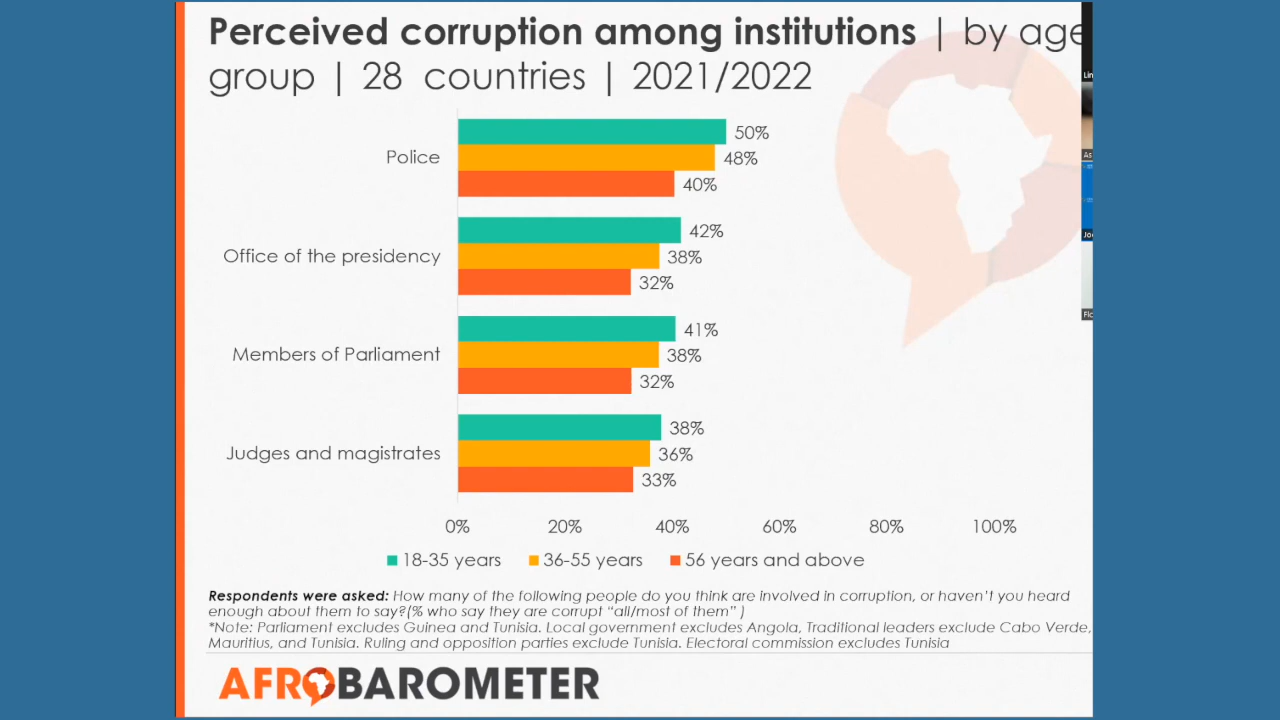 Perceived corruption among institutions | by age
group | 28 countries | 2021/2022
Police
50%
48%
40%
Office of the presidency
42%
38%
32%
Members of Parliament
41%
38%
32%
Judges and magistrates
38%
36%
33%
0% 20% 40% 60% 80% 100%
18-35 years 36-55 years 56 years and above
Respondents were asked: How many of the following people do you think are involved in corruption, or haven't you heard
enough about them to say?(% who say they are corrupt "all/most of them" )
*Note: Parliament excludes Guinea and Tunisia. Local government excludes Angola, Traditional leaders exclude Cabo Verde,
Mauritius, and Tunisia. Ruling and opposition parties exclude Tunisia. Electoral commission excludes Tunisia
AFROBAROMETER